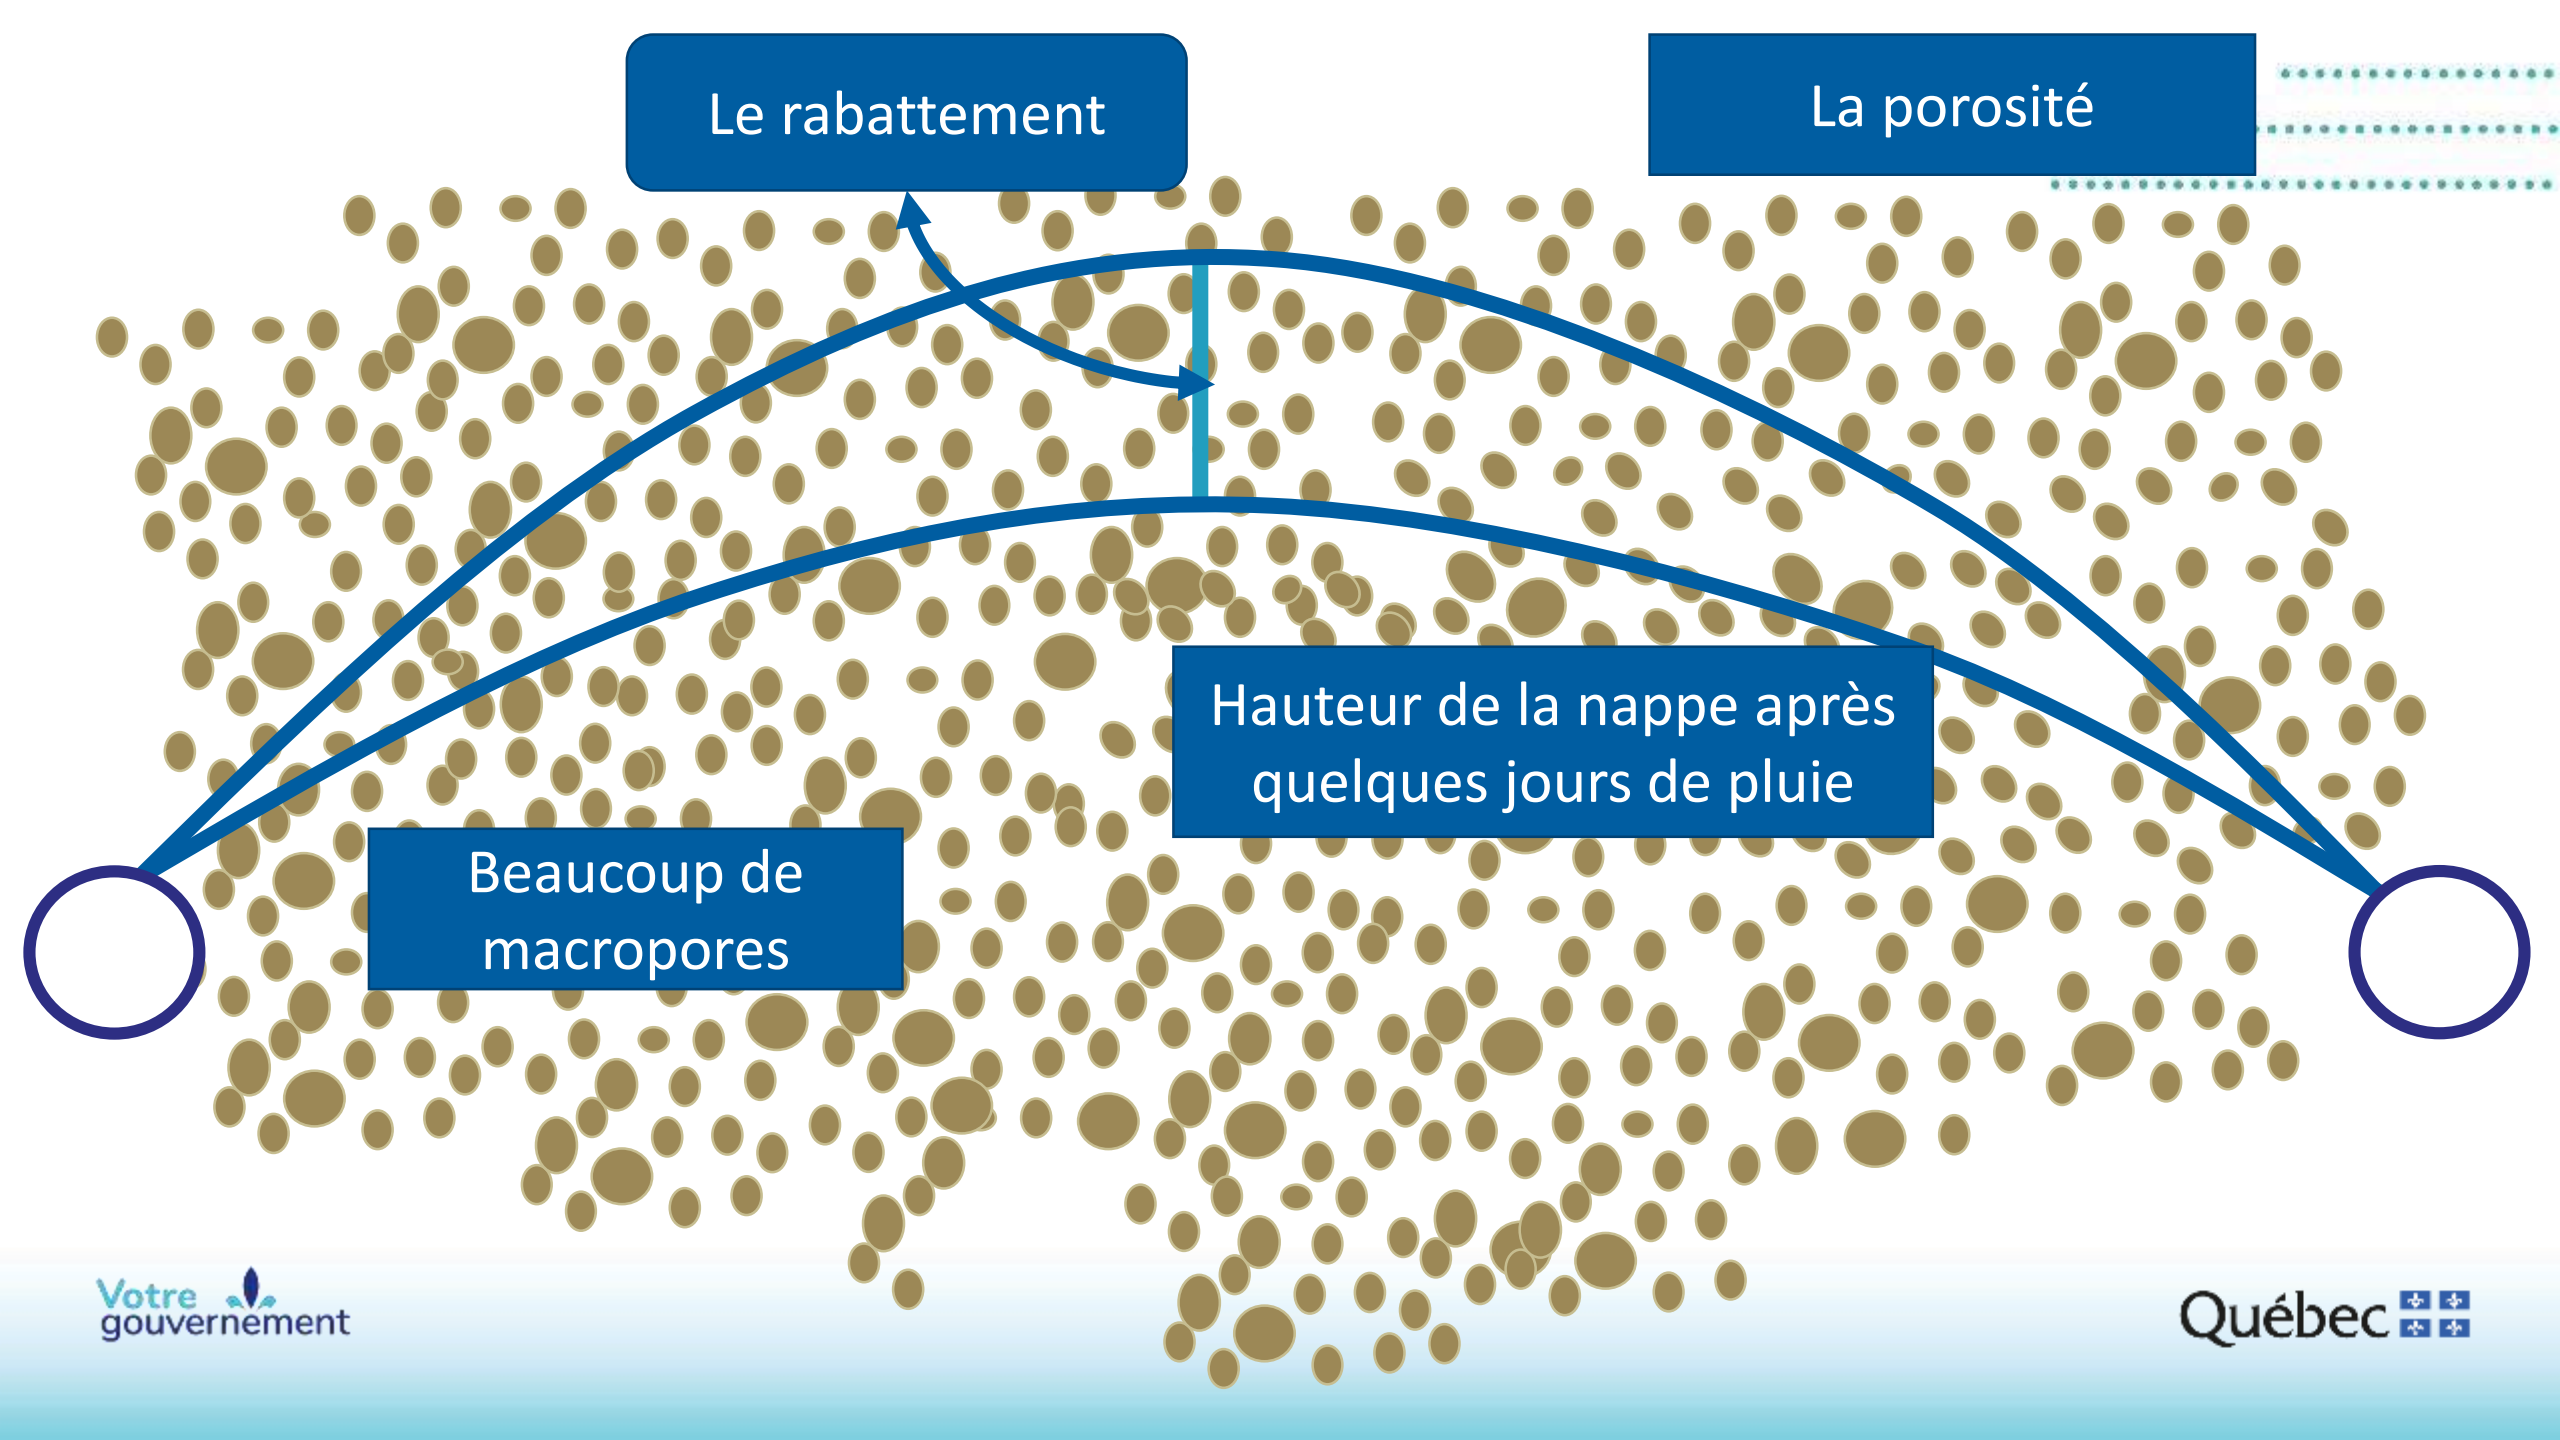 Le rabattement
La porosité
Hauteur de la nappe après
quelques jours de pluie
Beaucoup de
macropores
Votre
gouvernement
Québec